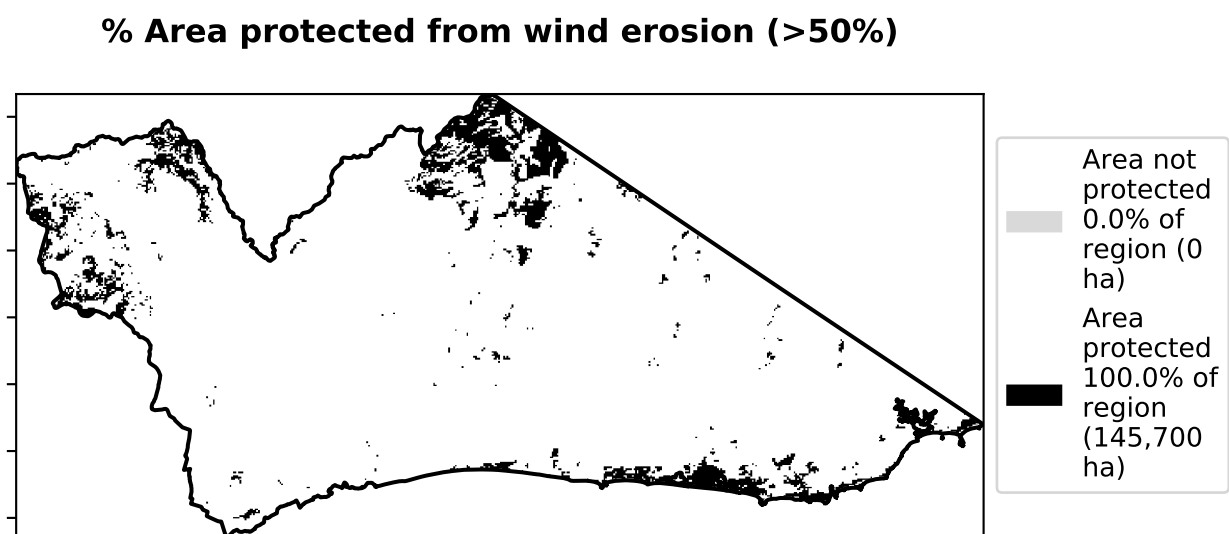 % Area protected from wind erosion (>50%)
Area not
protected
0.0% of
region (0
ha)
Area
protected
100.0% of
region
(145,700
ha)